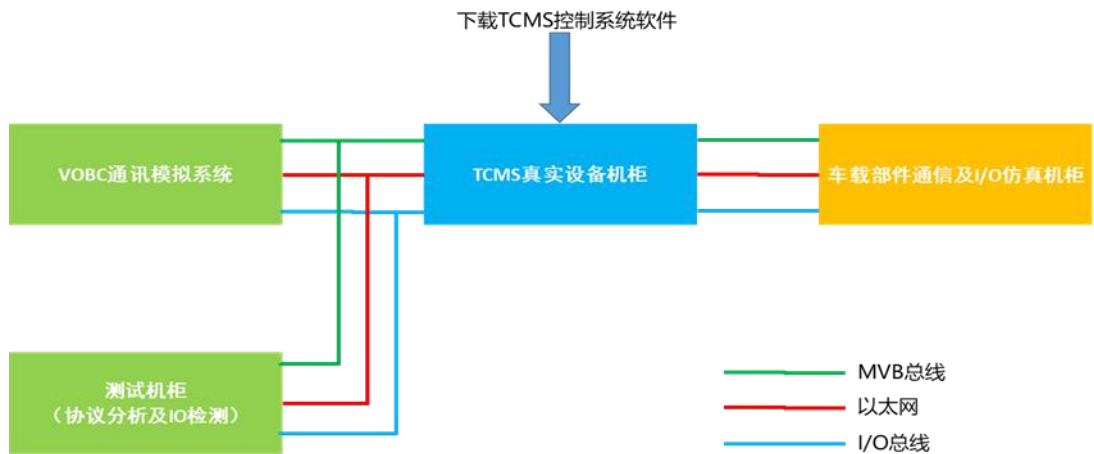 下载TCMS控制系统软件
VOBC通讯模拟系统
TCMS真实设备机柜
车载部件通信及I/O仿真机柜
测试机柜
（协议分析及IO检测）
MVB总线
以太网
I/O总线